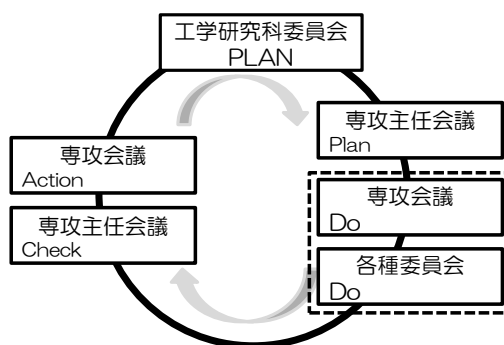 工学研究科委員会
PLAN
専攻主任会議
Plan
専攻会議
Do
各種委員会
Do
専攻会議
Action
専攻主任会議
Check